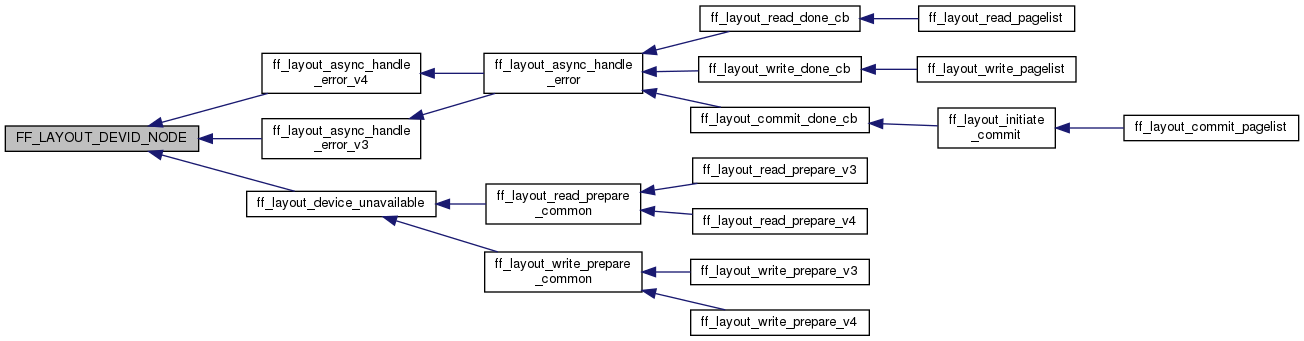 FF_LAYOUT_DEVID_NODE
ff_layout_async_handle
_error_v4
ff_layout_async_handle
_error_v3
ff_layout_device_unavailable
ff_layout_async_handle
_error
ff_layout_read_prepare
_common
ff_layout_write_prepare
_common
ff_layout_read_done_cb
ff_layout_write_done_cb
ff_layout_commit_done_cb
ff_layout_read_prepare_v3
ff_layout_read_prepare_v4
ff_layout_write_prepare_v3
ff_layout_write_prepare_v4
ff_layout_read_pagelist
ff_layout_write_pagelist
ff_layout_initiate
_commit
ff_layout_commit_pagelist